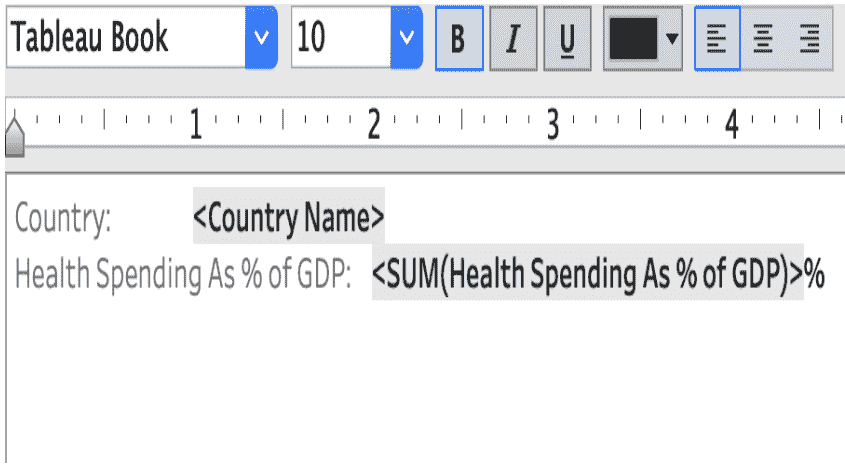 Tableau Book 10 B I U
1 2 3 4
Country: <Country Name>
Health Spending As % of GDP: <SUM(Health Spending As % of GDP)>%